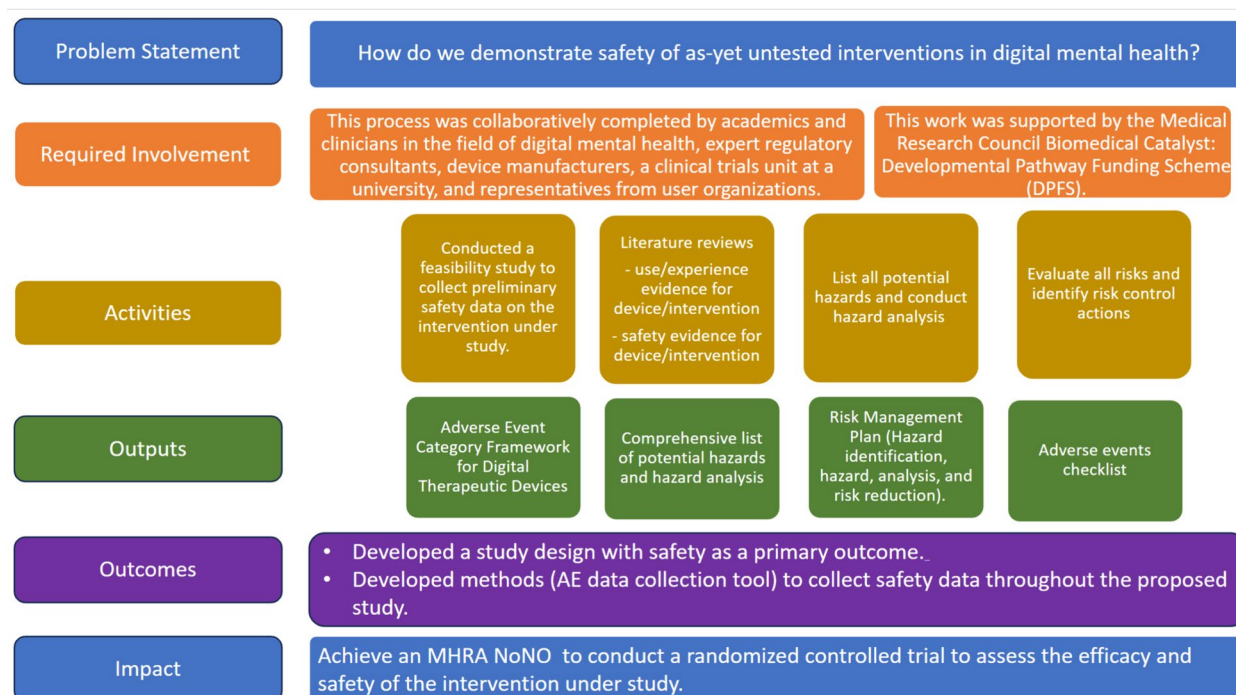 Problem Statement
How do we demonstrate safety of as-yet untested interventions in digital mental health?
Required Involvement
This process was collaboratively completed by academics and
clinicians in the field of digital mental health, expert regulatory
consultants, device manufacturers, a clinical trials unit at a
university, and representatives from user organizations.
This work was supported by the Medical
Research Council Biomedical Catalyst:
Developmental Pathway Funding Scheme
(DPFS).
Activities
Conducted a
feasibility study to
collect preliminary
safety data on the
intervention under
study.
Literature reviews
- use/experience
evidence for
device/intervention
- safety evidence for
device/intervention
List all potential
hazards and conduct
hazard analysis
Evaluate all risks and
identify risk control
actions
Outputs
Adverse Event
Category Framework
for Digital
Therapeutic Devices
Comprehensive list
of potential hazards
and hazard analysis
Risk Management
Plan (Hazard
identification,
hazard, analysis, and
risk reduction).
Adverse events
checklist
Outcomes
• Developed a study design with safety as a primary outcome.
• Developed methods (AE data collection tool) to collect safety data throughout the proposed
study.
Impact
Achieve an MHRA NoNO to conduct a randomized controlled trial to assess the efficacy and
safety of the intervention under study.